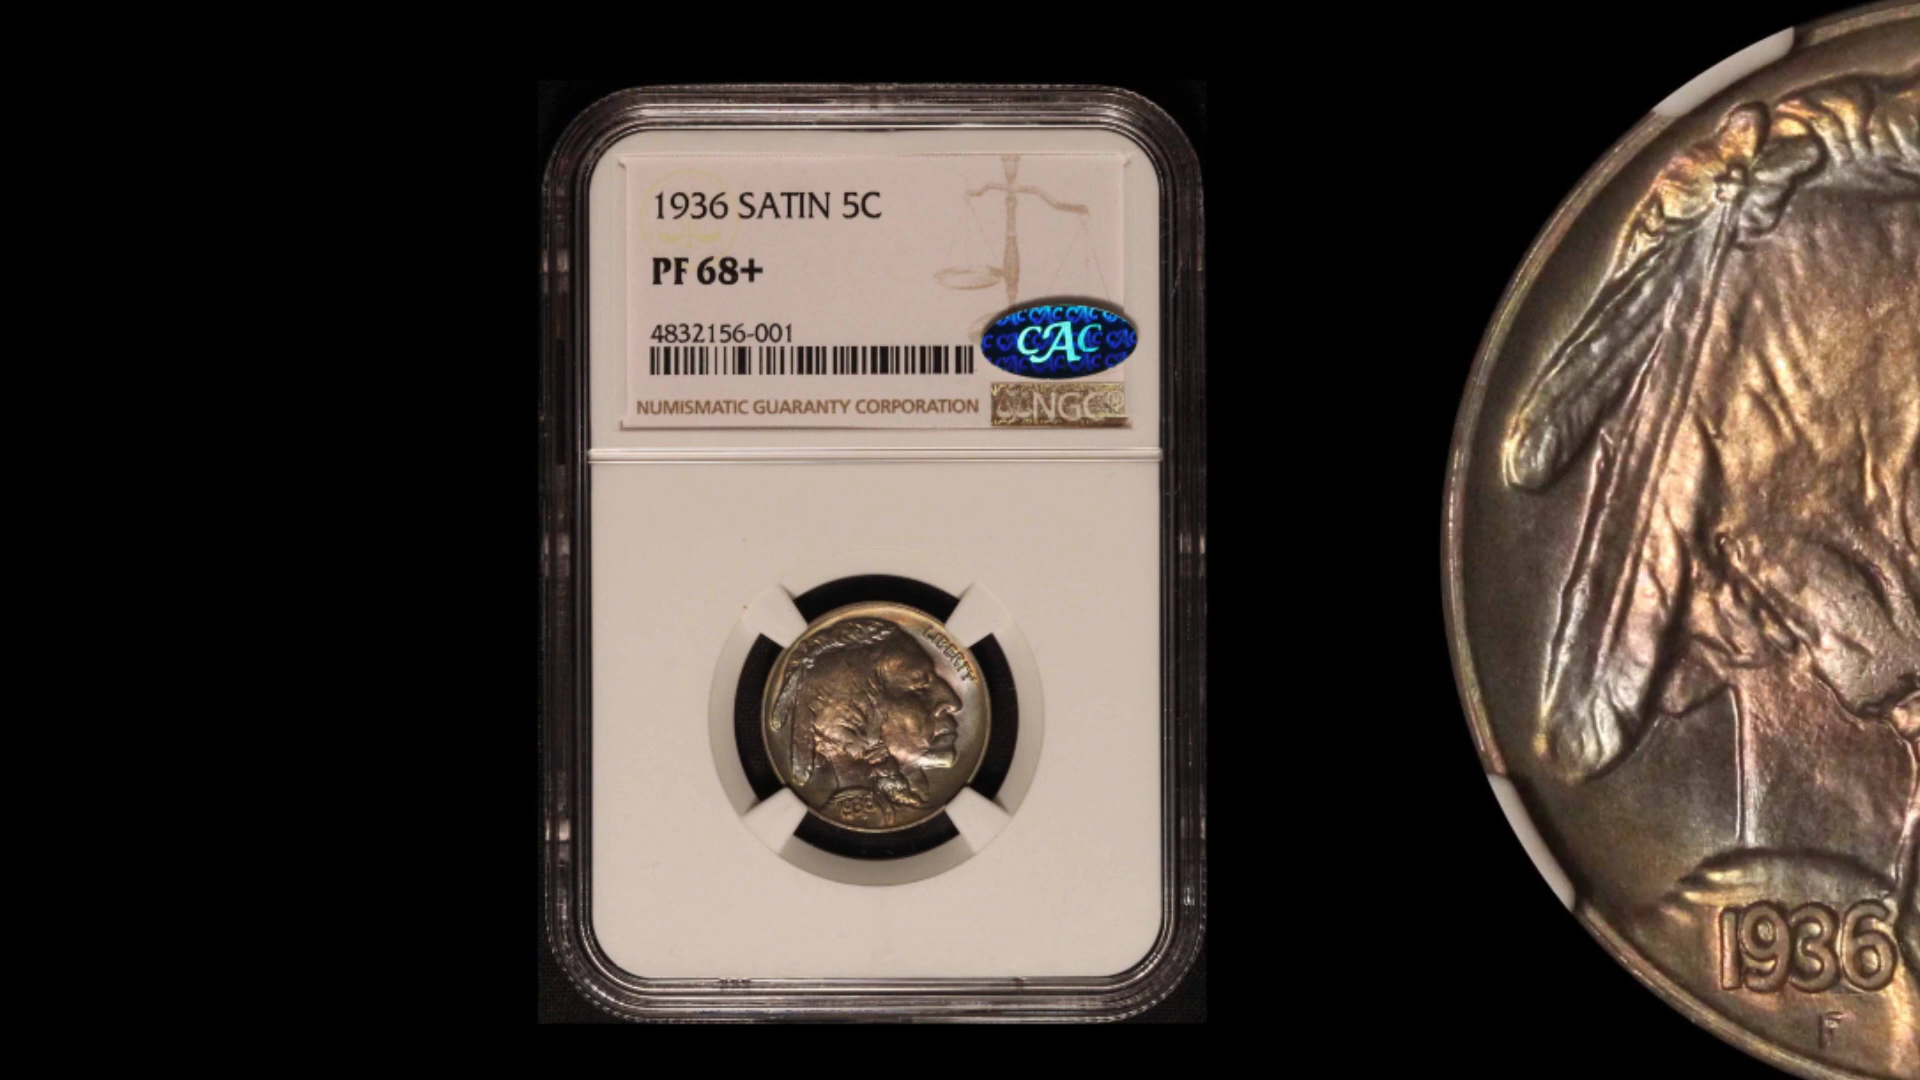 1936 SATIN 5C
PF 68+
4832156-001
CAC
NUMISMATIC GUARANTY CORPORATION
NGC
LIBERTY
1936
1936
F